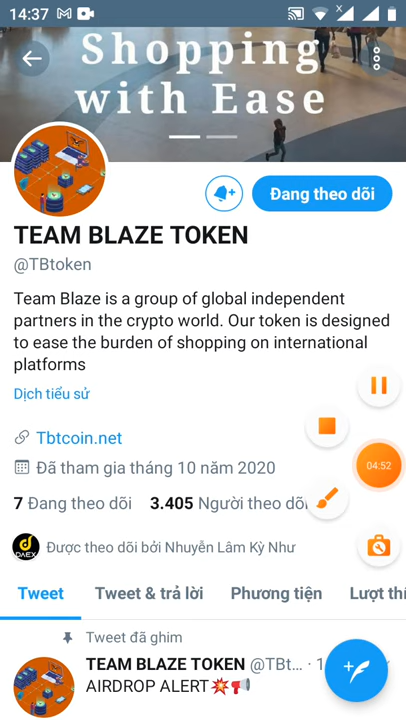 14:37
Shopping
with Ease
Đang theo dõi
TEAM BLAZE TOKEN
@TBtoken
Team Blaze is a group of global independent
partners in the crypto world. Our token is designed
to ease the burden of shopping on international
platforms
Dịch tiểu sử
Tbtcoin.net
Đã tham gia tháng 10 năm 2020
04:52
7 Đang theo dõi 3.405 Người theo dõi
DAEX
Được theo dõi bởi Nhuyễn Lâm Kỳ Như
Tweet Tweet & trả lời Phương tiện Lượt thí
Tweet đã ghim
TEAM BLAZE TOKEN @TBt... · 1
AIRDROP ALERT💥📢